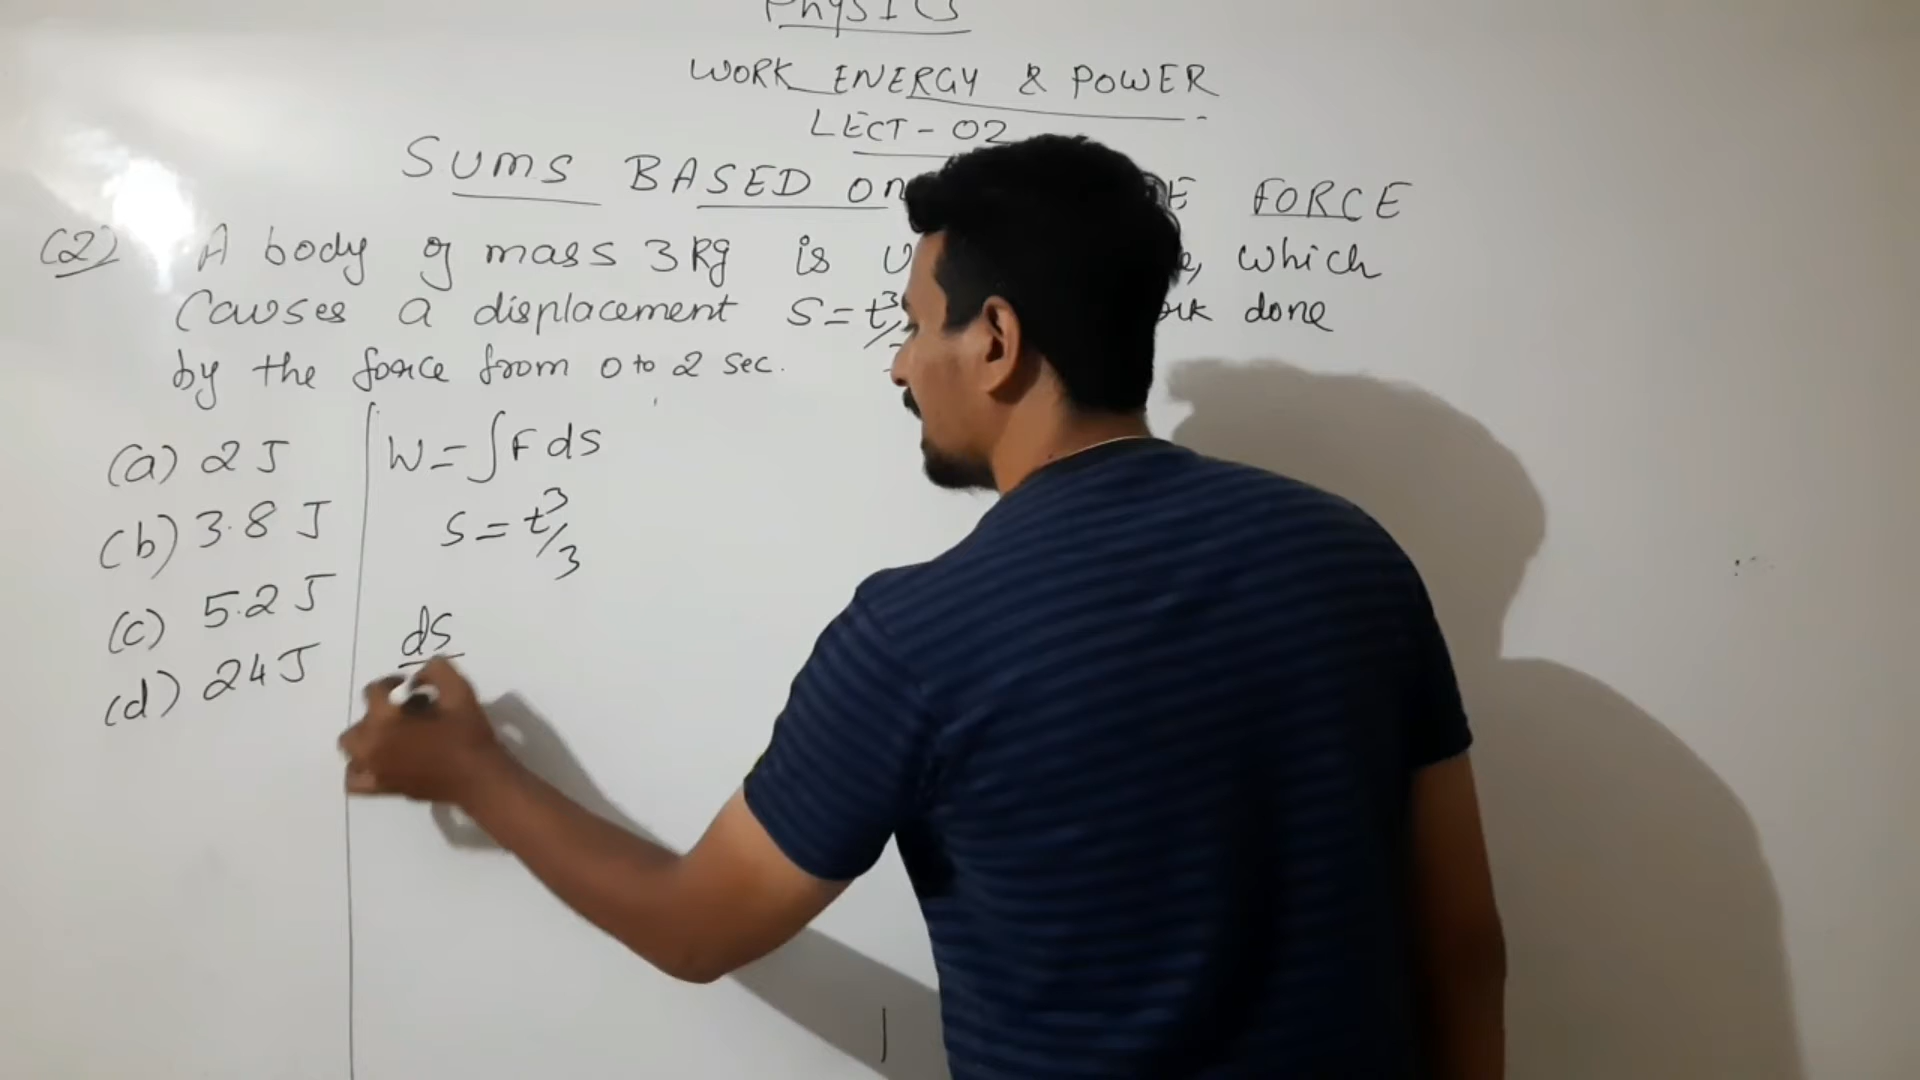 PhysICS
WORK ENERGY & POWER
LECT-02
SUMS BASED ON FORCE
(2) A body of mass 3 Kg is which
Causes a displacement S = t³/ done
by the force from 0 to 2 sec.
(a) 2 J
(b) 3.8 J
(c) 5.2 J
(d) 24 J
W = ∫F ds
S = t³/3
ds